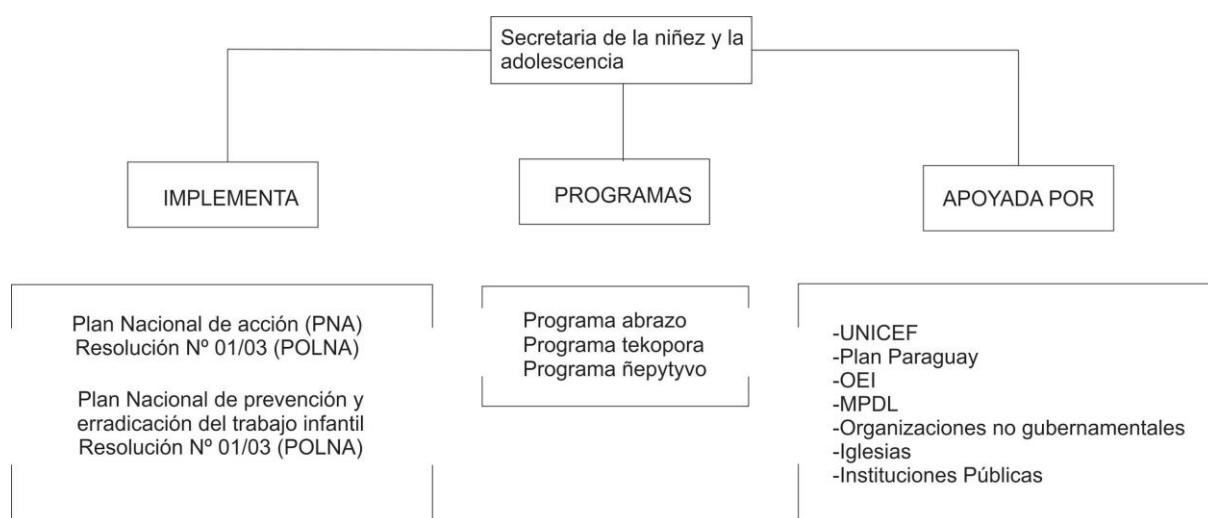 Secretaria de la niñez y la
adolescencia
IMPLEMENTA
PROGRAMAS
APOYADA POR
Plan Nacional de acción (PNA)
Resolución Nº 01/03 (POLNA)
Plan Nacional de prevención y
erradicación del trabajo infantil
Resolución Nº 01/03 (POLNA)
Programa abrazo
Programa tekopora
Programa ñepytyvo
-UNICEF
-Plan Paraguay
-OEI
-MPDL
-Organizaciones no gubernamentales
-Iglesias
-Instituciones Públicas